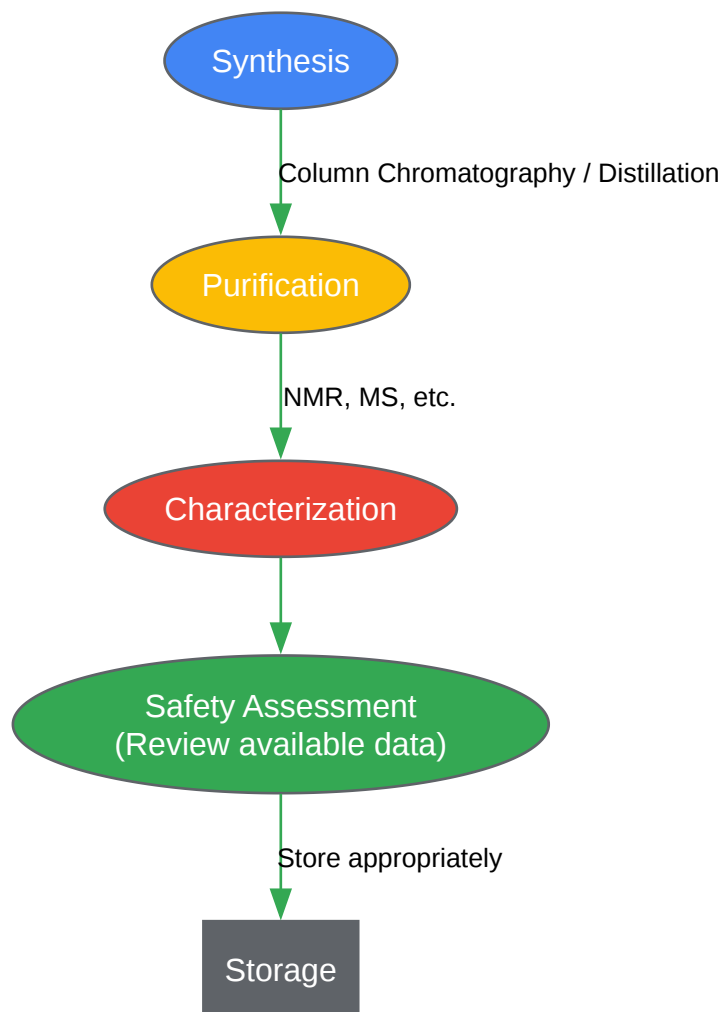 Synthesis
Column Chromatography / Distillation
Purification
NMR, MS, etc.
Characterization
Safety Assessment
(Review available data)
Store appropriately
Storage